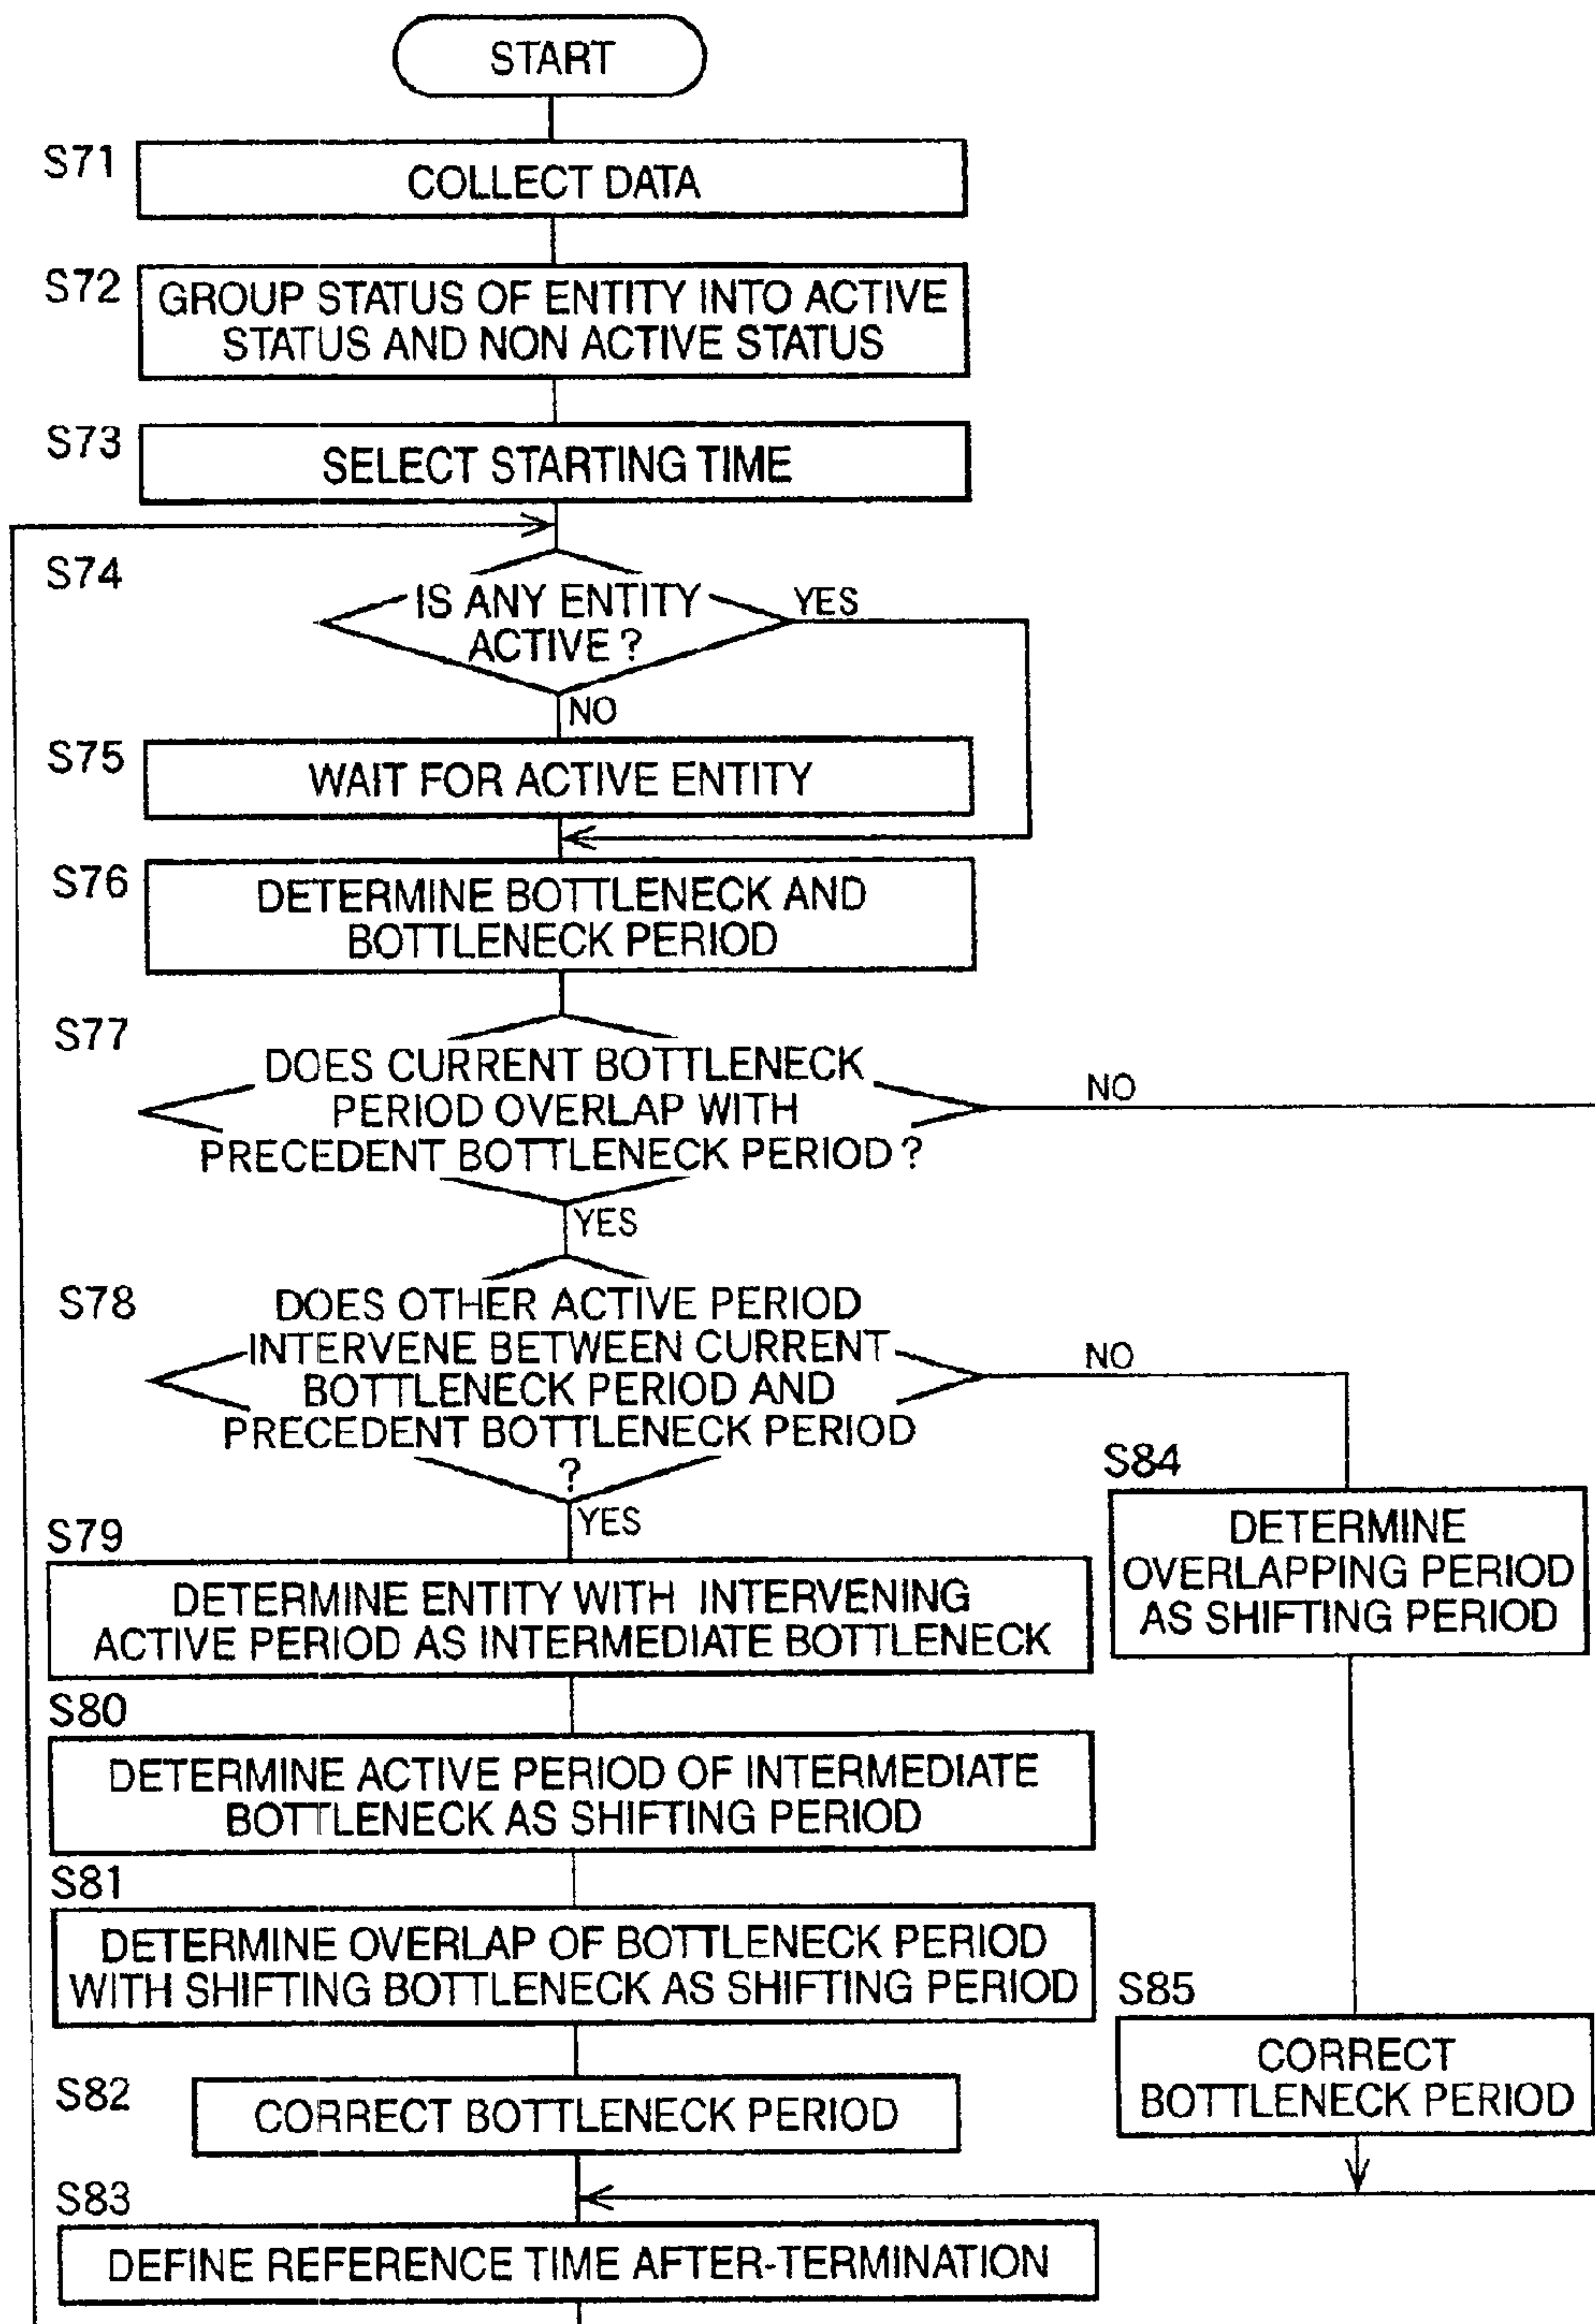 START
S71
COLLECT DATA
S72
GROUP STATUS OF ENTITY INTO ACTIVE
STATUS AND NON ACTIVE STATUS
S73
SELECT STARTING TIME
S74
IS ANY ENTITY
ACTIVE ?
YES
NO
S75
WAIT FOR ACTIVE ENTITY
S76
DETERMINE BOTTLENECK AND
BOTTLENECK PERIOD
S77
DOES CURRENT BOTTLENECK
PERIOD OVERLAP WITH
PRECEDENT BOTTLENECK PERIOD ?
NO
YES
S78
DOES OTHER ACTIVE PERIOD
INTERVENE BETWEEN CURRENT
BOTTLENECK PERIOD AND
PRECEDENT BOTTLENECK PERIOD
?
NO
YES
S84
DETERMINE
OVERLAPPING PERIOD
AS SHIFTING PERIOD
S79
DETERMINE ENTITY WITH INTERVENING
ACTIVE PERIOD AS INTERMEDIATE BOTTLENECK
S80
DETERMINE ACTIVE PERIOD OF INTERMEDIATE
BOTTLENECK AS SHIFTING PERIOD
S81
DETERMINE OVERLAP OF BOTTLENECK PERIOD
WITH SHIFTING BOTTLENECK AS SHIFTING PERIOD
S85
CORRECT
BOTTLENECK PERIOD
S82
CORRECT BOTTLENECK PERIOD
S83
DEFINE REFERENCE TIME AFTER-TERMINATION